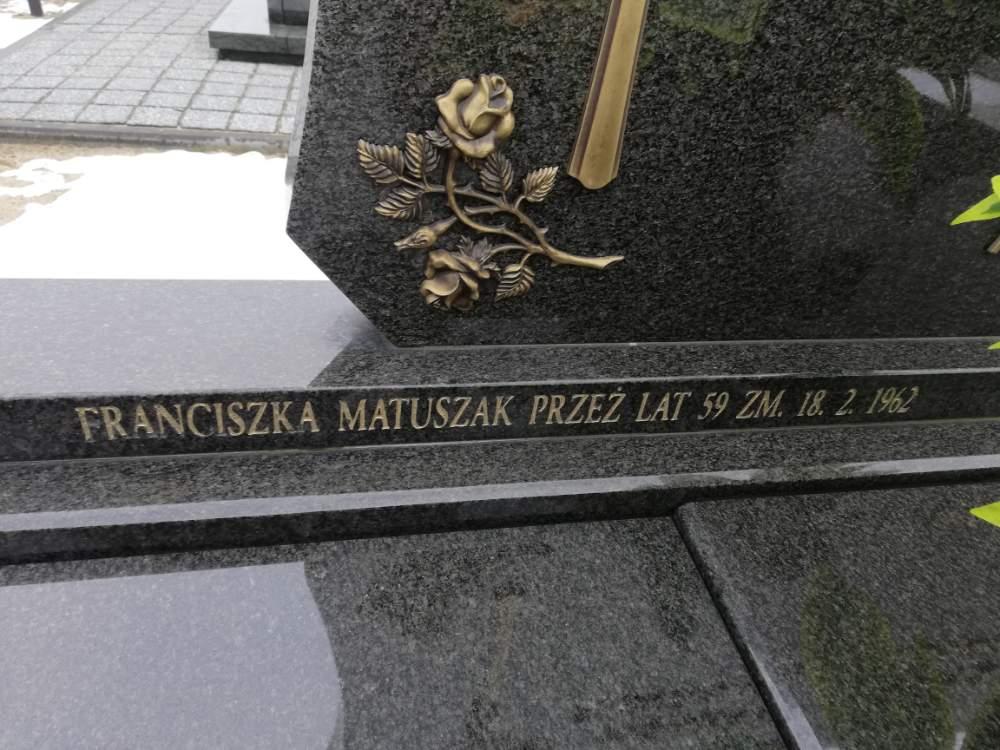 FRANCISZKA MATUSZAK PRZEŻ LAT 59 ZM. 18. 2. 1962